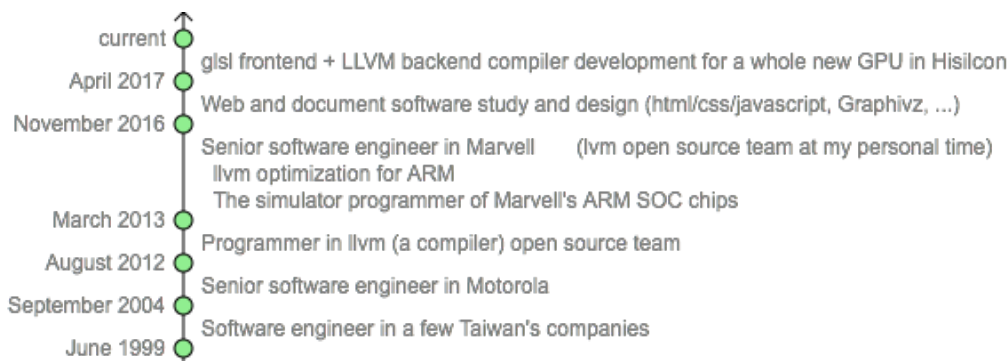 current
glsl frontend + LLVM backend compiler development for a whole new GPU in Hisilcon
April 2017
Web and document software study and design (html/css/javascript, Graphivz, ...)
November 2016
Senior software engineer in Marvell (lvm open source team at my personal time)
llvm optimization for ARM
The simulator programmer of Marvell's ARM SOC chips
March 2013
Programmer in llvm (a compiler) open source team
August 2012
Senior software engineer in Motorola
September 2004
Software engineer in a few Taiwan's companies
June 1999